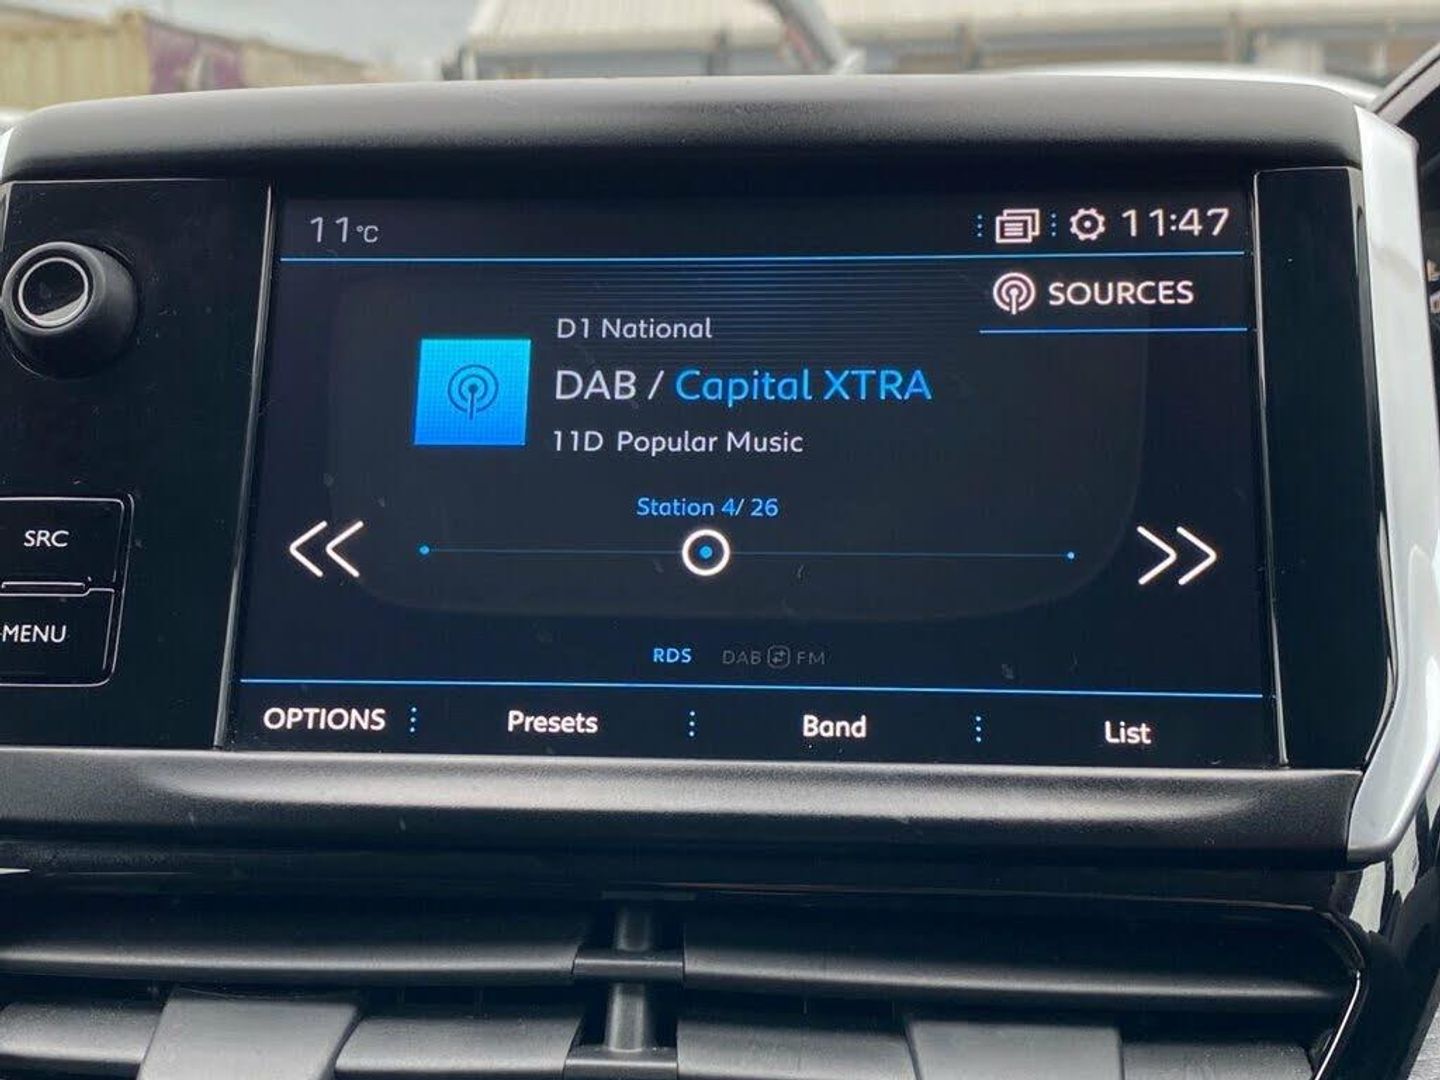 11°C
11:47
SOURCES
D1 National
DAB / Capital XTRA
11D Popular Music
Station 4/ 26
SRC
MENU
RDS DAB FM
OPTIONS Presets Band List